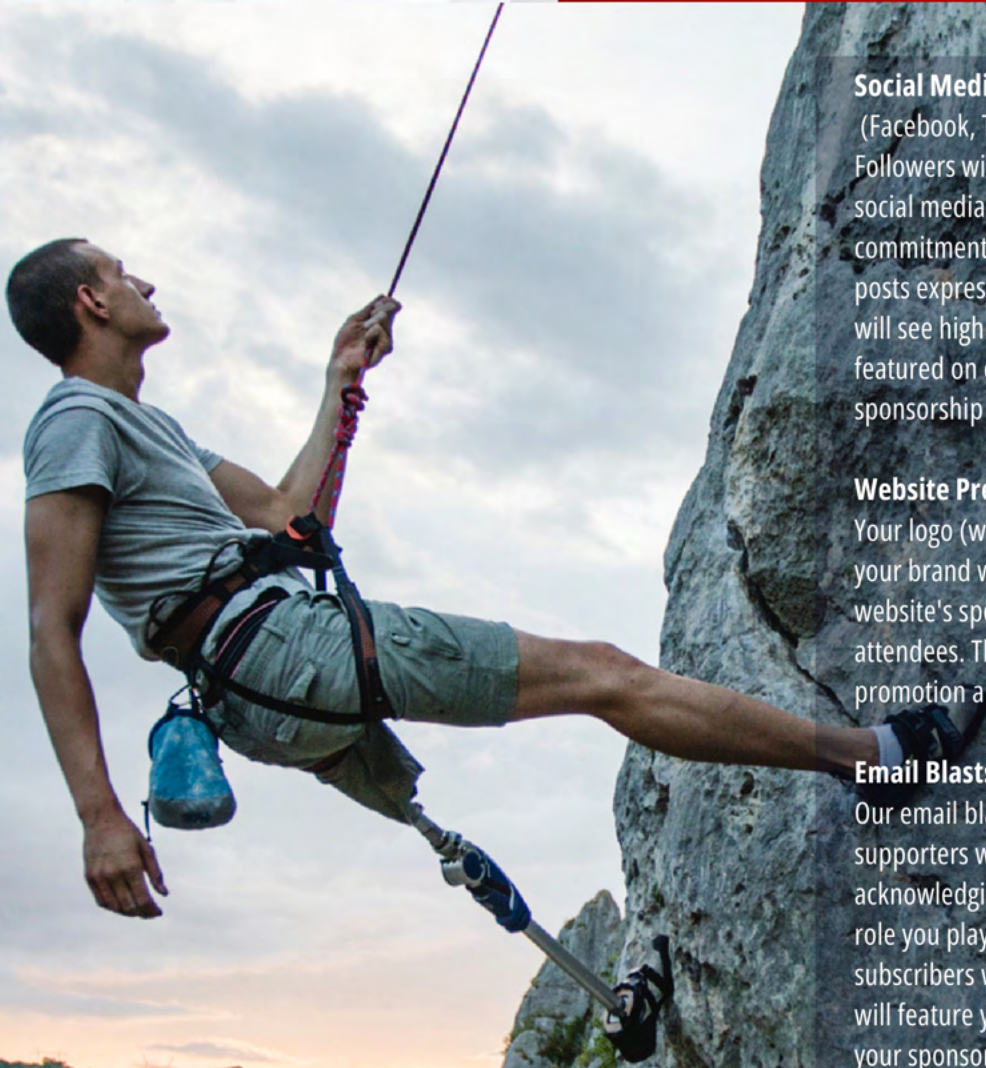 Social Medi
(Facebook, T
Followers wi
social media
commitment
posts expres
will see high
featured on
sponsorship
Website Pro
Your logo (w
your brand w
website's spo
attendees. Th
promotion a
Email Blasts
Our email bla
supporters w
acknowledgi
role you play
subscribers w
will feature y
your sponsor